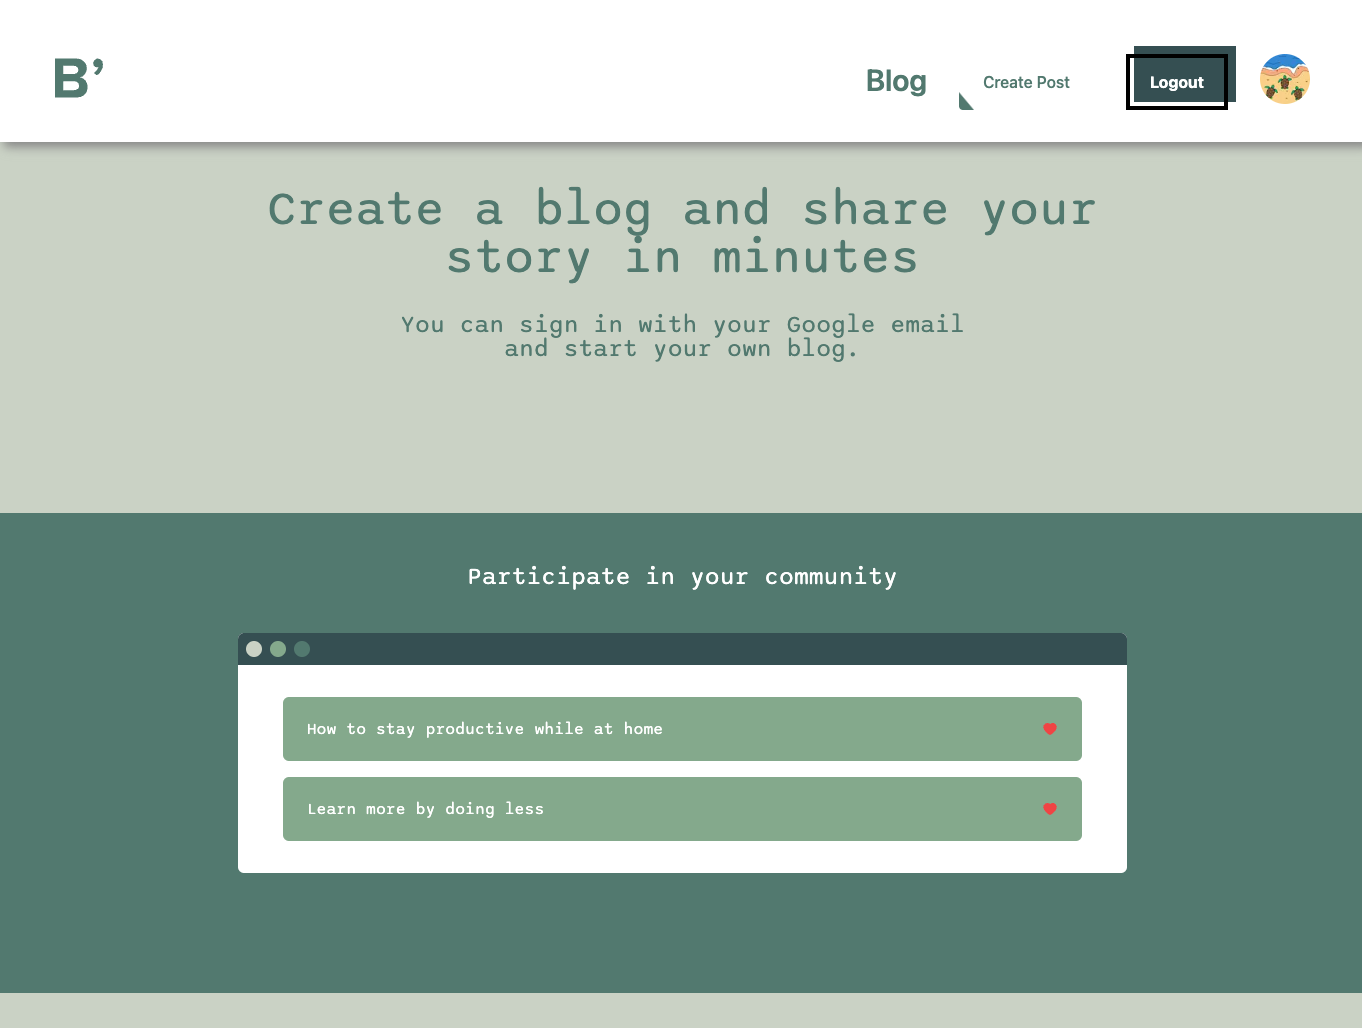 B’
Blog
Create Post
Logout
Create a blog and share your
story in minutes
You can sign in with your Google email
and start your own blog.
Participate in your community
How to stay productive while at home
Learn more by doing less